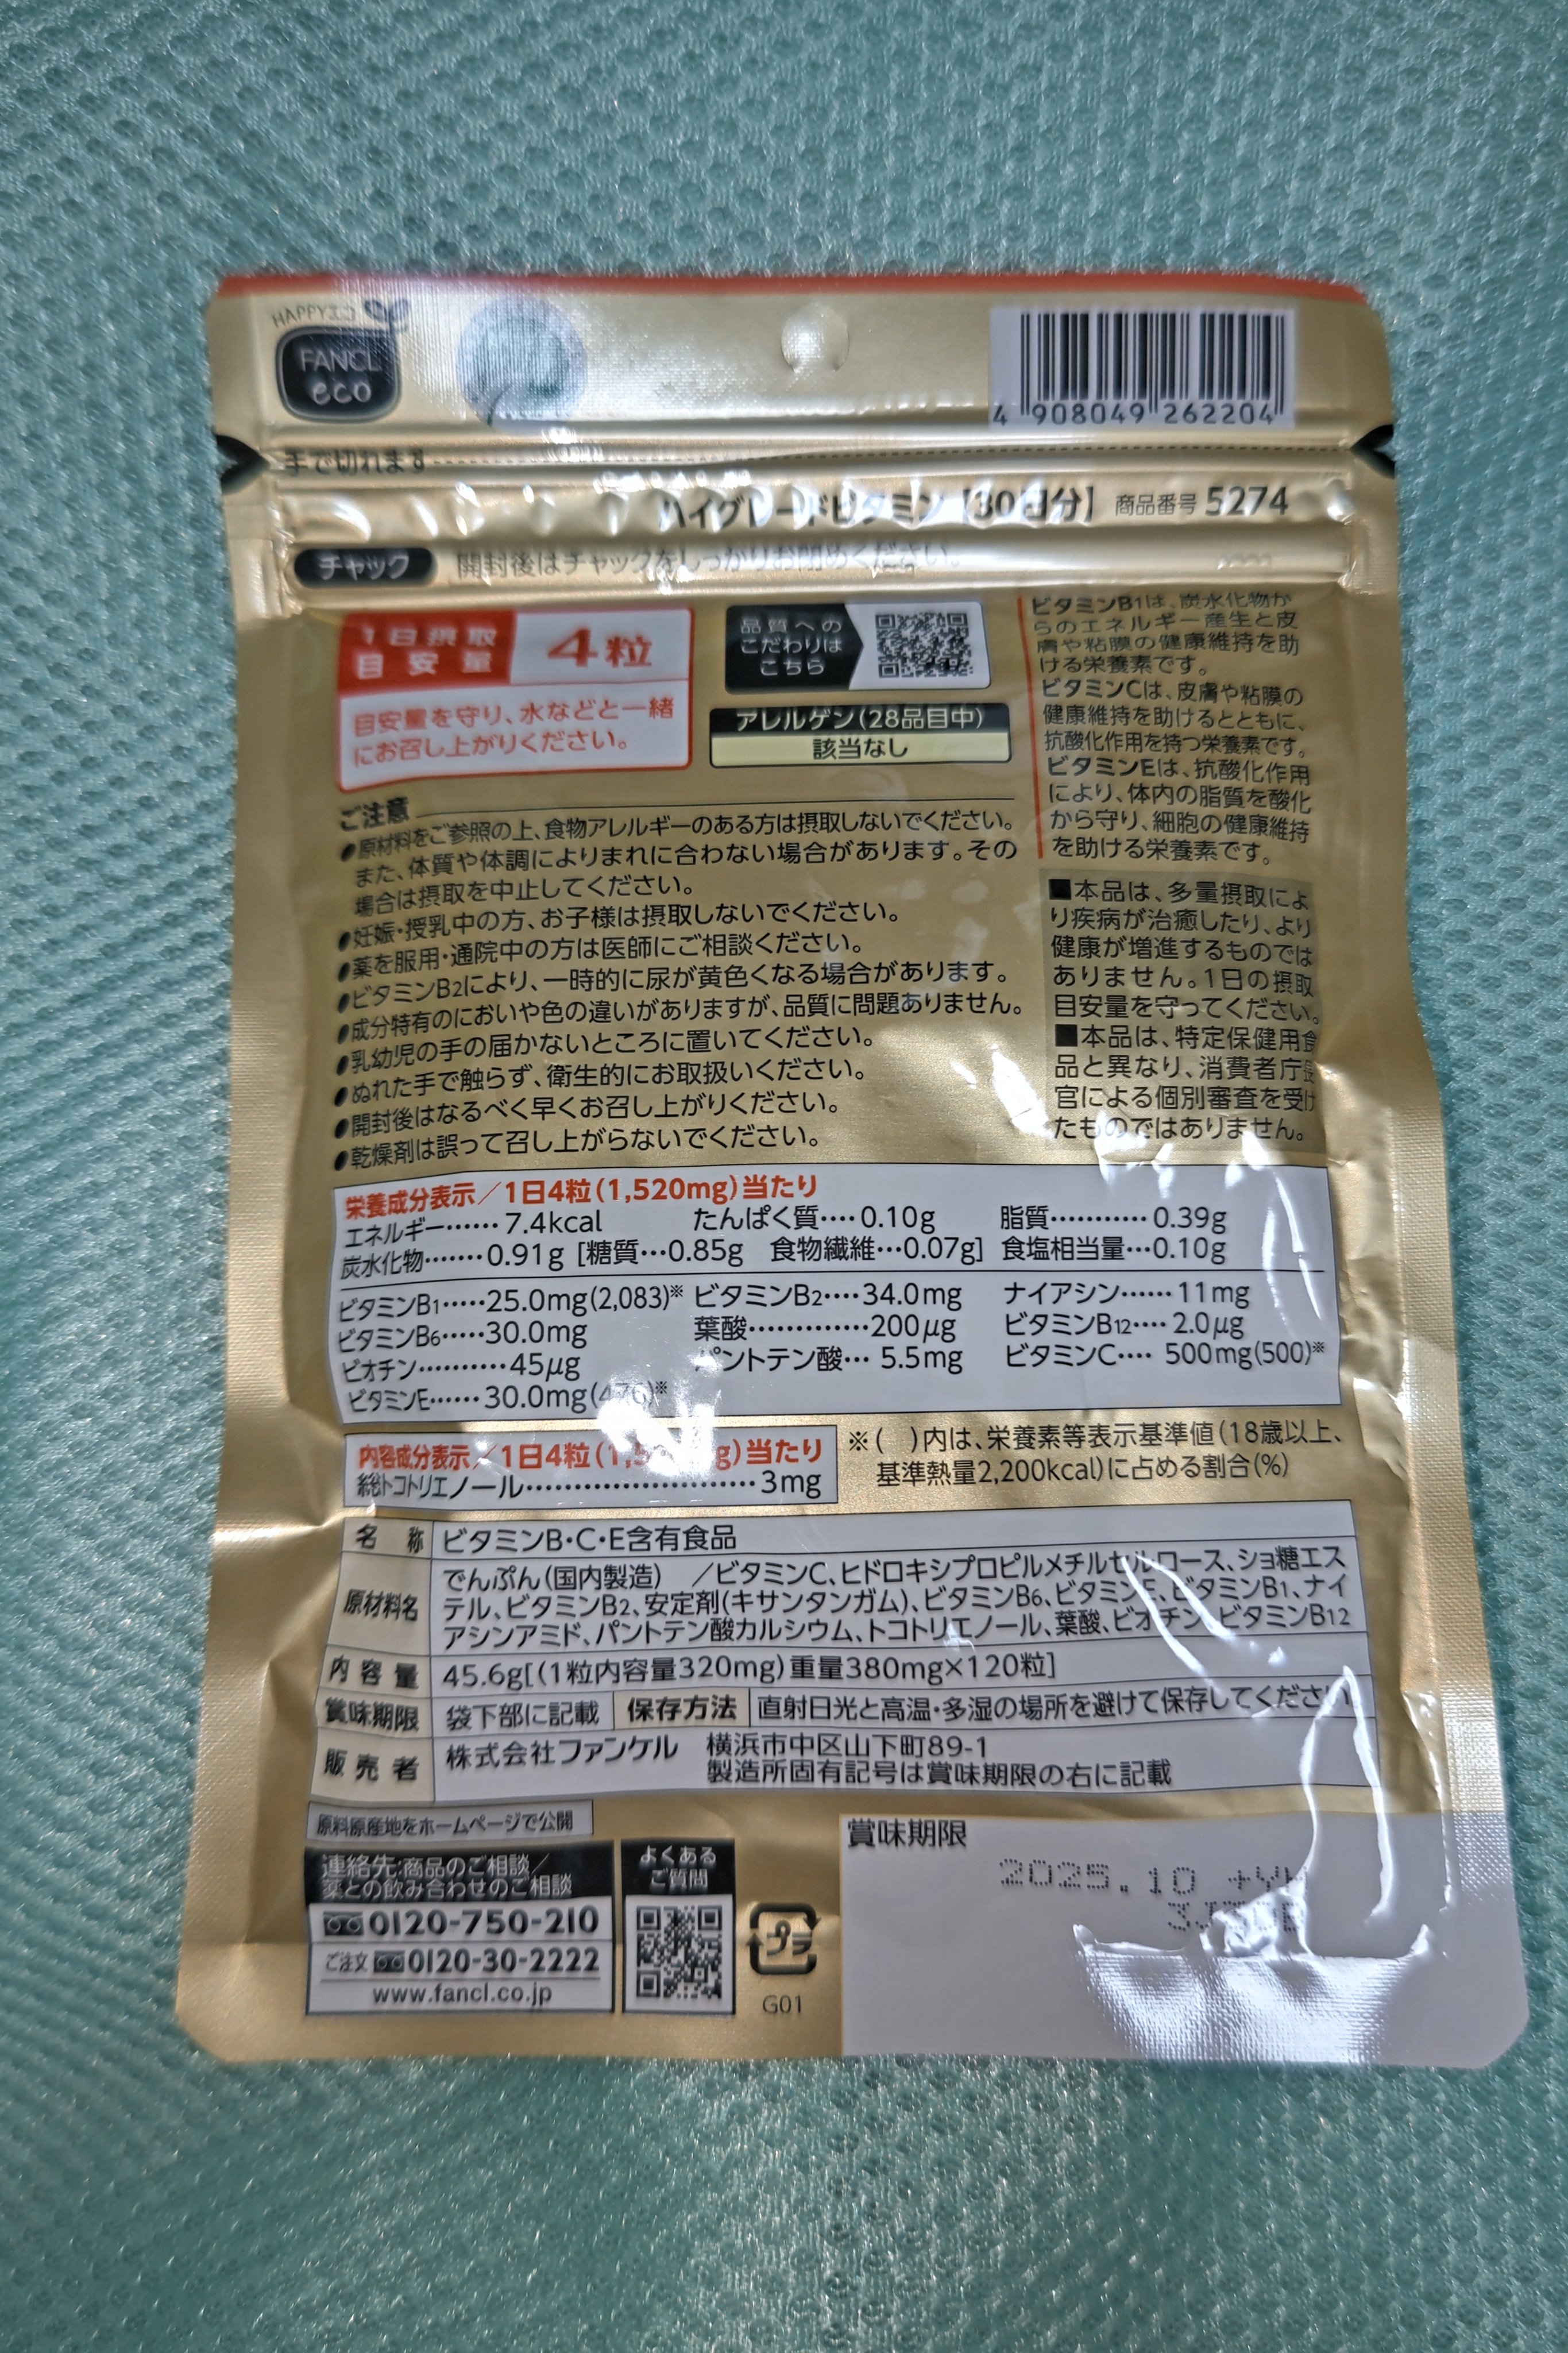 HAPPYエコ
FANCL
eco
4 908049 262204
手で切れます
ハイグレードビタミン【30日分】 商品番号 5274
チャック 開封後はチャックをしっかりお閉めください。
1日摂取
目安量
4粒
目安量を守り、水などと一緒
にお召し上がりください。
品質への
こだわりは
こちら
アレルゲン(28品目中)
該当なし
ビタミンB1は、炭水化物か
らのエネルギー産生と皮
膚や粘膜の健康維持を助
ける栄養素です。
ビタミンCは、皮膚や粘膜の
健康維持を助けるとともに、
抗酸化作用を持つ栄養素です。
ビタミンEは、抗酸化作用
により、体内の脂質を酸化
から守り、細胞の健康維持
を助ける栄養素です。
■本品は、多量摂取によ
り疾病が治癒したり、より
健康が増進するものでは
ありません。1日の摂取
目安量を守ってください。
■本品は、特定保健用食
品と異なり、消費者庁長
官による個別審査を受け
たものではありません。
ご注意
●原材料をご参照の上、食物アレルギーのある方は摂取しないでください。
また、体質や体調によりまれに合わない場合があります。その
場合は摂取を中止してください。
●妊娠・授乳中の方、お子様は摂取しないでください。
●薬を服用・通院中の方は医師にご相談ください。
●ビタミンB2により、一時的に尿が黄色くなる場合があります。
●成分特有のにおいや色の違いがありますが、品質に問題ありません。
●乳幼児の手の届かないところに置いてください。
●ぬれた手で触らず、衛生的にお取扱いください。
●開封後はなるべく早くお召し上がりください。
●乾燥剤は誤って召し上がらないでください。
栄養成分表示/1日4粒(1,520mg)当たり
エネルギー……7.4kcal たんぱく質‥‥0.10g 脂質…………0.39g
炭水化物……0.91g [糖質…0.85g 食物繊維…0.07g] 食塩相当量…0.10g
ビタミンB1……25.0mg(2,083)※ ビタミンB2‥‥34.0mg ナイアシン……11mg
ビタミンB6……30.0mg 葉酸…………200μg ビタミンB12‥‥2.0μg
ビオチン…………45μg パントテン酸…5.5mg ビタミンC‥‥500mg(500)※
ビタミンE……30.0mg(476)※
内容成分表示/1日4粒(1,5 g)当たり
総トコトリエノール…………………3mg
※( )内は、栄養素等表示基準値(18歳以上、
基準熱量2,200kcal)に占める割合(%)
名称 ビタミンB・C・E含有食品
原材料名 でんぷん(国内製造) /ビタミンC、ヒドロキシプロピルメチルセルロース、ショ糖エス
テル、ビタミンB2、安定剤(キサンタンガム)、ビタミンB6、ビタミンE、ビタミンB1、ナイ
アシンアミド、パントテン酸カルシウム、トコトリエノール、葉酸、ビオチン、ビタミンB12
内容量 45.6g[(1粒内容量320mg)重量380mg×120粒]
賞味期限 袋下部に記載 保存方法 直射日光と高温・多湿の場所を避けて保存してください
販売者 株式会社ファンケル 横浜市中区山下町89-1
製造所固有記号は賞味期限の右に記載
原料原産地をホームページで公開
連絡先:商品のご相談/
薬との飲み合わせのご相談
0120-750-210
ご注文 0120-30-2222
www.fancl.co.jp
よくある
ご質問
プラ
G01
賞味期限
2025.10